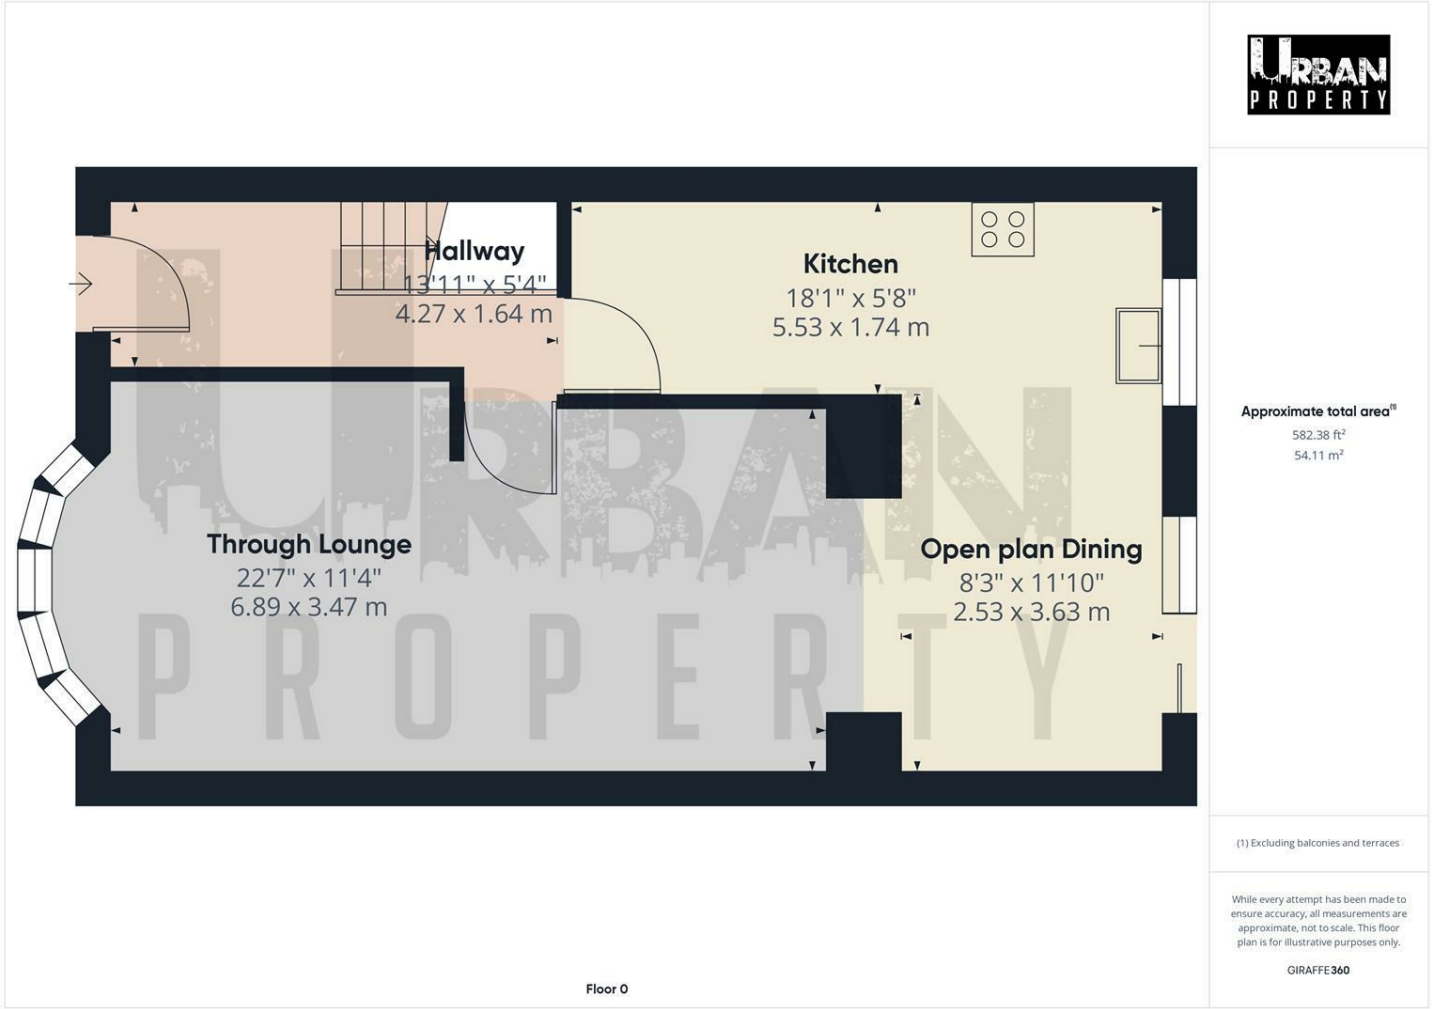 URBAN
PROPERTY
Hallway
13'11" x 5'4"
4.27 x 1.64 m
Kitchen
18'1" x 5'8"
5.53 x 1.74 m
Through Lounge
22'7" x 11'4"
6.89 x 3.47 m
Open plan Dining
8'3" x 11'10"
2.53 x 3.63 m
URBAN
PROPERTY
Approximate total area(1)
582.38 ft²
54.11 m²
(1) Excluding balconies and terraces
While every attempt has been made to
ensure accuracy, all measurements are
approximate, not to scale. This floor
plan is for illustrative purposes only.
GIRAFFE360
Floor 0